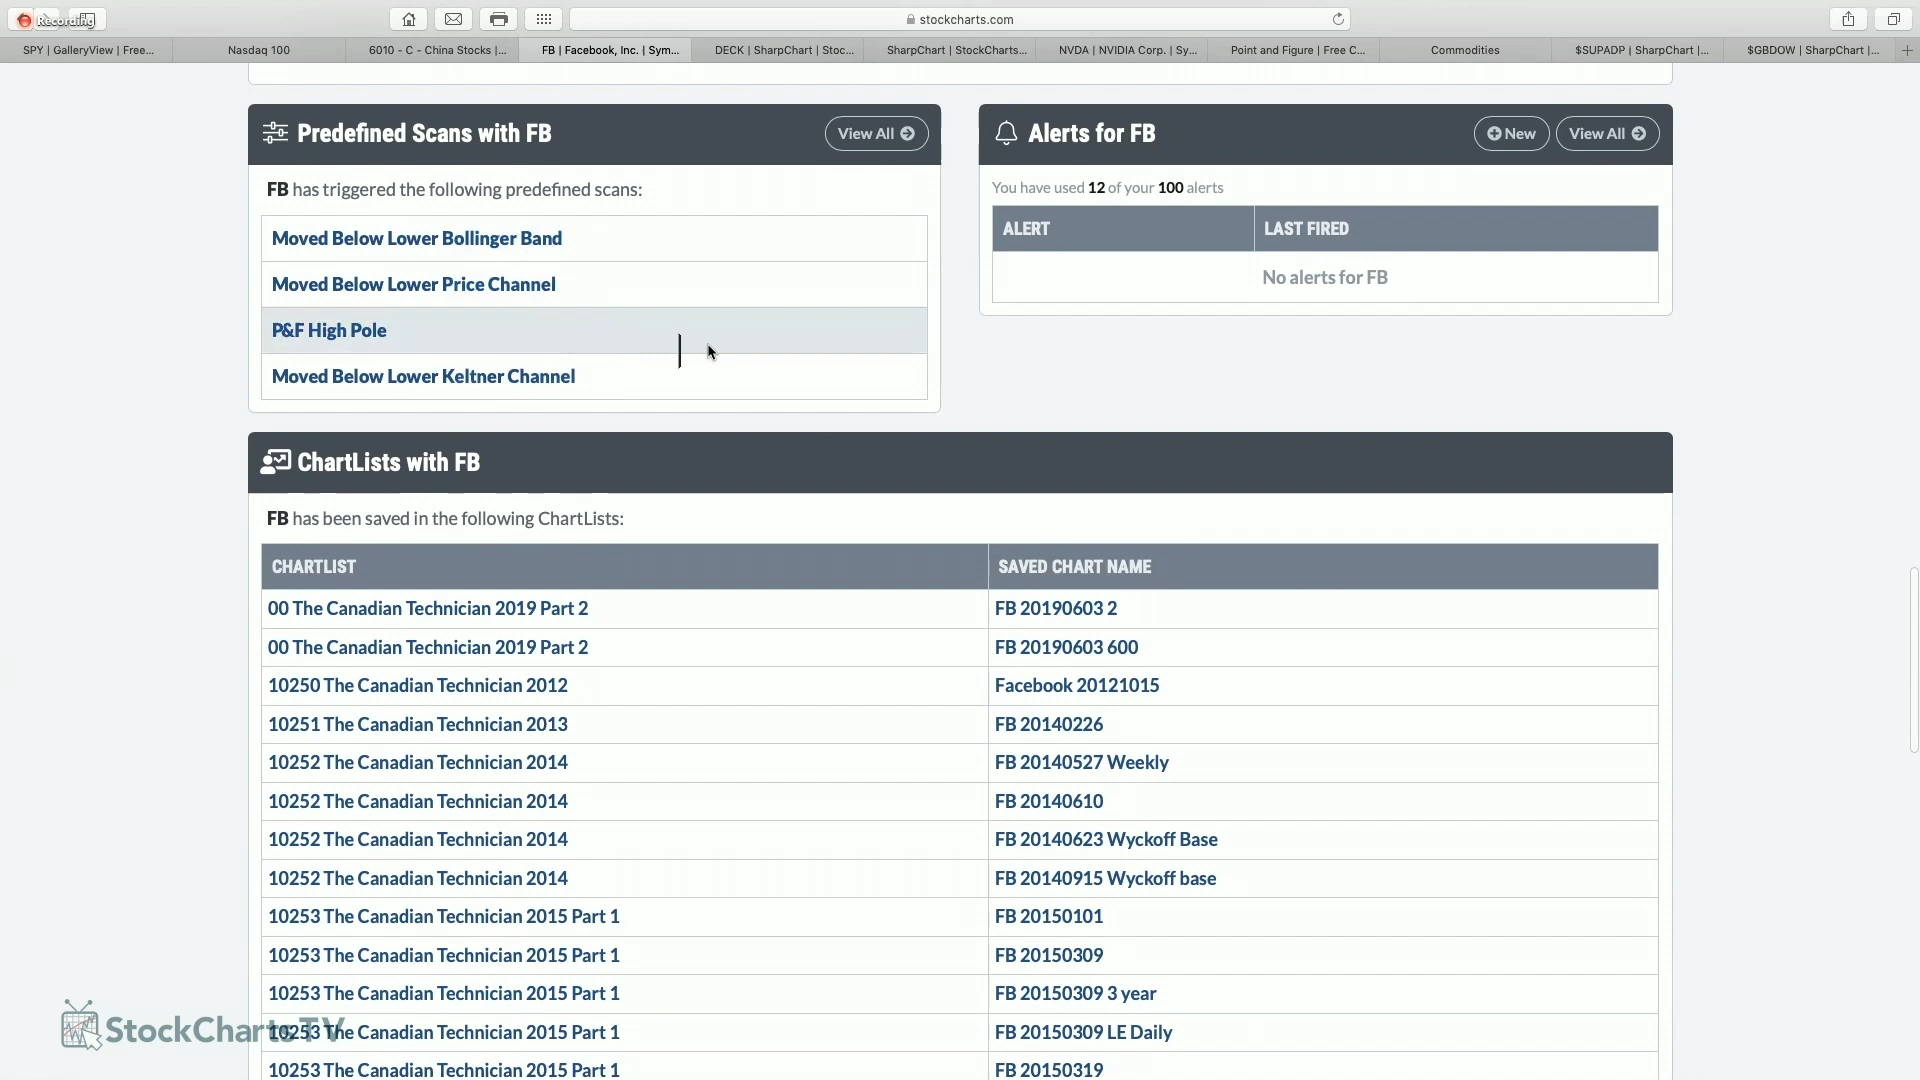 Recording
stockcharts.com
SPY | GalleryView | Free...
Nasdaq 100
6010 - C - China Stocks |...
FB | Facebook, Inc. | Sym...
DECK | SharpChart | Stoc...
SharpChart | StockCharts...
NVDA | NVIDIA Corp. | Sy...
Point and Figure | Free C...
Commodities
$SUPADP | SharpChart |...
$GBDOW | SharpChart |...
Predefined Scans with FB
View All
FB has triggered the following predefined scans:
Moved Below Lower Bollinger Band
Moved Below Lower Price Channel
P&F High Pole
Moved Below Lower Keltner Channel
Alerts for FB
New
View All
You have used 12 of your 100 alerts
ALERT LAST FIRED
No alerts for FB
ChartLists with FB
FB has been saved in the following ChartLists:
CHARTLIST SAVED CHART NAME
00 The Canadian Technician 2019 Part 2 FB 20190603 2
00 The Canadian Technician 2019 Part 2 FB 20190603 600
10250 The Canadian Technician 2012 Facebook 20121015
10251 The Canadian Technician 2013 FB 20140226
10252 The Canadian Technician 2014 FB 20140527 Weekly
10252 The Canadian Technician 2014 FB 20140610
10252 The Canadian Technician 2014 FB 20140623 Wyckoff Base
10252 The Canadian Technician 2014 FB 20140915 Wyckoff base
10253 The Canadian Technician 2015 Part 1 FB 20150101
10253 The Canadian Technician 2015 Part 1 FB 20150309
10253 The Canadian Technician 2015 Part 1 FB 20150309 3 year
10253 The Canadian Technician 2015 Part 1 FB 20150309 LE Daily
10253 The Canadian Technician 2015 Part 1 FB 20150319
StockChartsTV